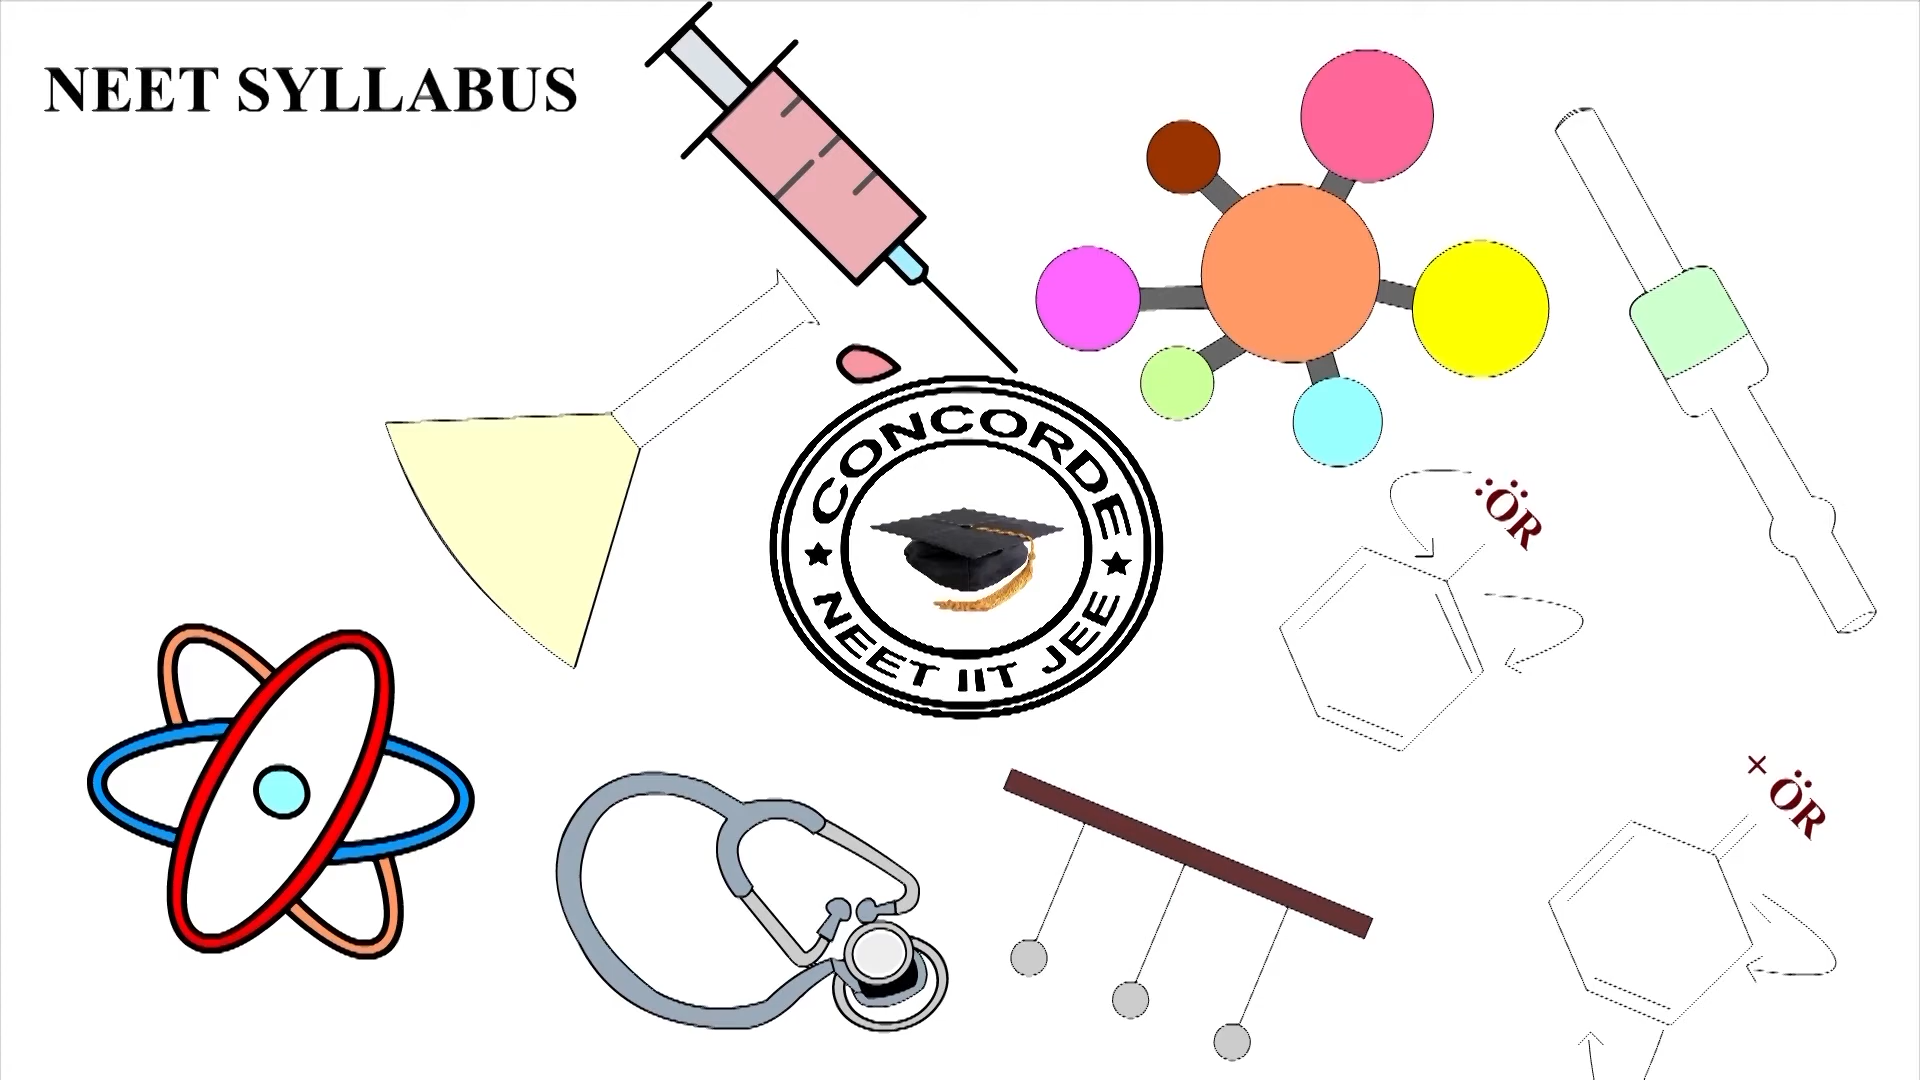 NEET SYLLABUS
CONCORDE
NEET IIT JEE
:ÖR
+ ÖR